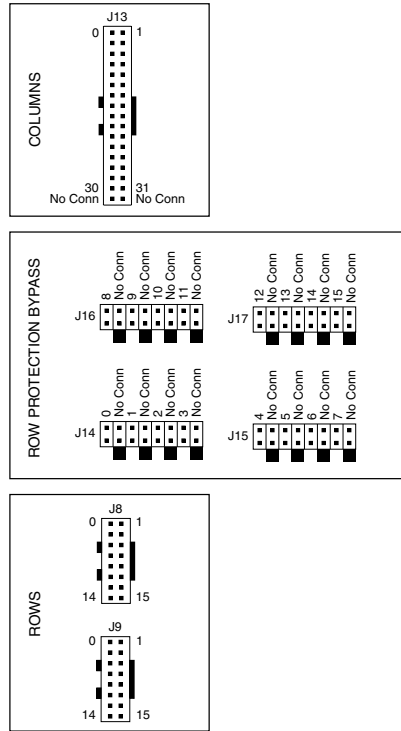 COLUMNS
J13
0 1
30 31
No Conn No Conn
ROW PROTECTION BYPASS
J16
8
No Conn
9
No Conn
10
No Conn
11
No Conn
J17
12
No Conn
13
No Conn
14
No Conn
15
No Conn
J14
0
No Conn
1
No Conn
2
No Conn
3
No Conn
J15
4
No Conn
5
No Conn
6
No Conn
7
No Conn
ROWS
J8
0 1
14 15
J9
0 1
14 15